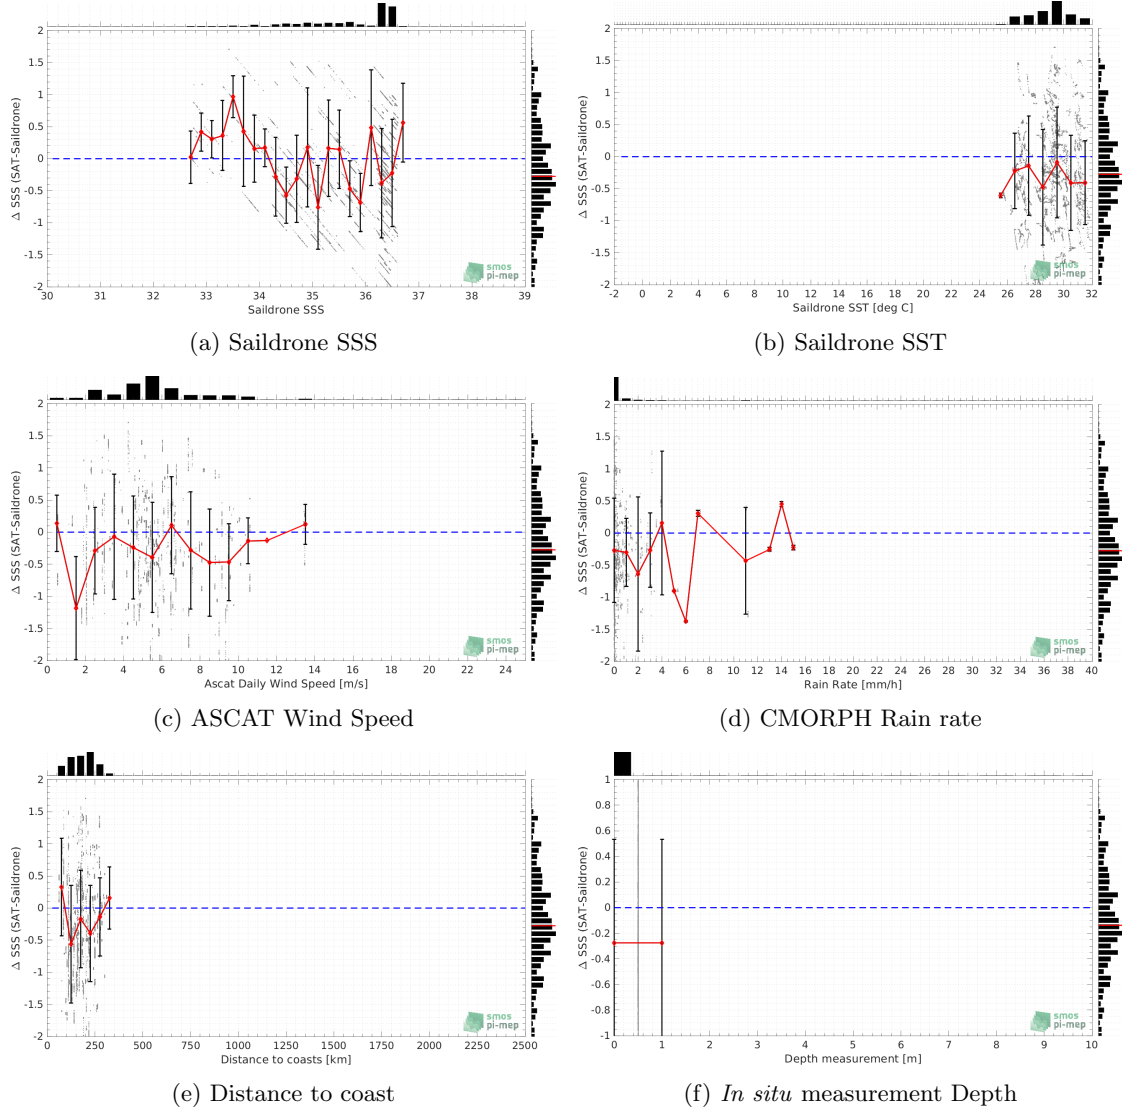 2
1.5
1
0.5
0
-0.5
-1
-1.5
-2
Δ SSS (SAT-Saildrone)
30 31 32 33 34 35 36 37 38 39
Saildrone SSS
smos
pi-mep
(a) Saildrone SSS
2
1.5
1
0.5
0
-0.5
-1
-1.5
-2
Δ SSS (SAT-Saildrone)
-2 0 2 4 6 8 10 12 14 16 18 20 22 24 26 28 30 32
Saildrone SST [deg C]
smos
pi-mep
(b) Saildrone SST
2
1.5
1
0.5
0
-0.5
-1
-1.5
-2
Δ SSS (SAT-Saildrone)
0 2 4 6 8 10 12 14 16 18 20 22 24
Ascat Daily Wind Speed [m/s]
smos
pi-mep
(c) ASCAT Wind Speed
2
1.5
1
0.5
0
-0.5
-1
-1.5
-2
Δ SSS (SAT-Saildrone)
0 2 4 6 8 10 12 14 16 18 20 22 24 26 28 30 32 34 36 38 40
Rain Rate [mm/h]
smos
pi-mep
(d) CMORPH Rain rate
2
1.5
1
0.5
0
-0.5
-1
-1.5
-2
Δ SSS (SAT-Saildrone)
0 250 500 750 1000 1250 1500 1750 2000 2250 2500
Distance to coasts [km]
smos
pi-mep
(e) Distance to coast
1
0.8
0.6
0.4
0.2
0
-0.2
-0.4
-0.6
-0.8
-1
Δ SSS (SAT-Saildrone)
0 1 2 3 4 5 6 7 8 9 10
Depth measurement [m]
smos
pi-mep
(f) In situ measurement Depth